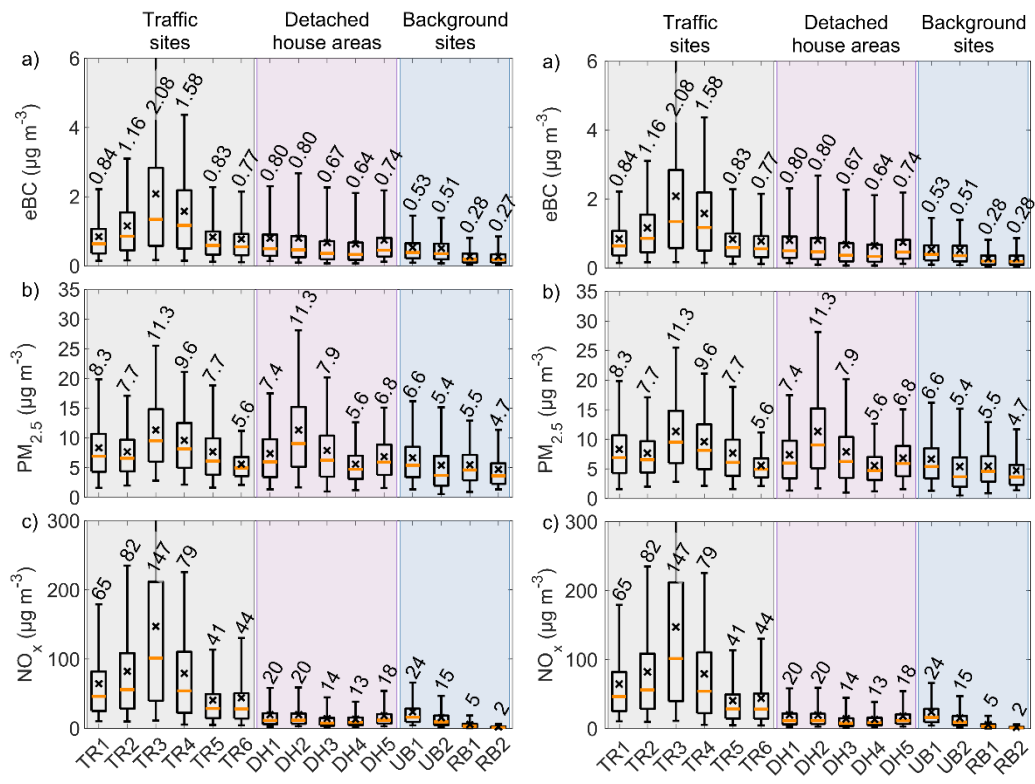 Traffic sites
Detached house areas
Background sites
a)
eBC (µg m⁻³)
6
4
2
0
0.84
1.16
2.07
1.58
0.83
0.77
0.80
0.80
0.67
0.64
0.74
0.53
0.51
0.28
0.27
b)
PM₂.₅ (µg m⁻³)
35
30
25
20
15
10
5
0
8.3
7.7
11.3
9.6
7.7
5.6
7.4
11.3
7.9
5.6
6.8
6.6
5.4
5.5
4.7
c)
NOₓ (µg m⁻³)
300
200
100
0
65
82
147
79
41
44
20
20
14
13
18
24
15
5
2
TR1
TR2
TR3
TR4
TR5
TR6
DH1
DH2
DH3
DH4
DH5
UB1
UB2
RB1
RB2
Traffic sites
Detached house areas
Background sites
a)
eBC (µg m⁻³)
6
4
2
0
0.84
1.16
2.08
1.58
0.83
0.77
0.80
0.80
0.67
0.64
0.74
0.53
0.51
0.28
0.28
b)
PM₂.₅ (µg m⁻³)
35
30
25
20
15
10
5
0
8.3
7.7
11.3
9.6
7.7
5.6
7.4
11.3
7.9
5.6
6.8
6.6
5.4
5.5
4.7
c)
NOₓ (µg m⁻³)
300
200
100
0
65
82
147
79
41
44
20
20
14
13
18
24
15
5
2
TR1
TR2
TR3
TR4
TR5
TR6
DH1
DH2
DH3
DH4
DH5
UB1
UB2
RB1
RB2